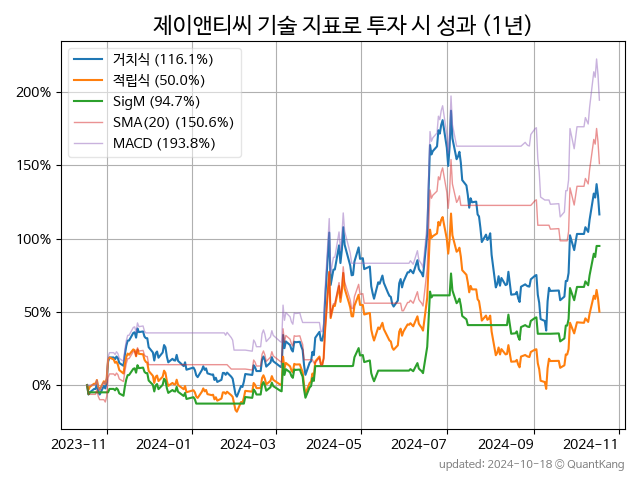 제이앤티씨 기술 지표로 투자 시 성과 (1년)
거치식 (116.1%)
적립식 (50.0%)
SigM (94.7%)
SMA(20) (150.6%)
MACD (193.8%)
200%
150%
100%
50%
0%
2023-11 2024-01 2024-03 2024-05 2024-07 2024-09 2024-11
updated: 2024-10-18 © QuantKang